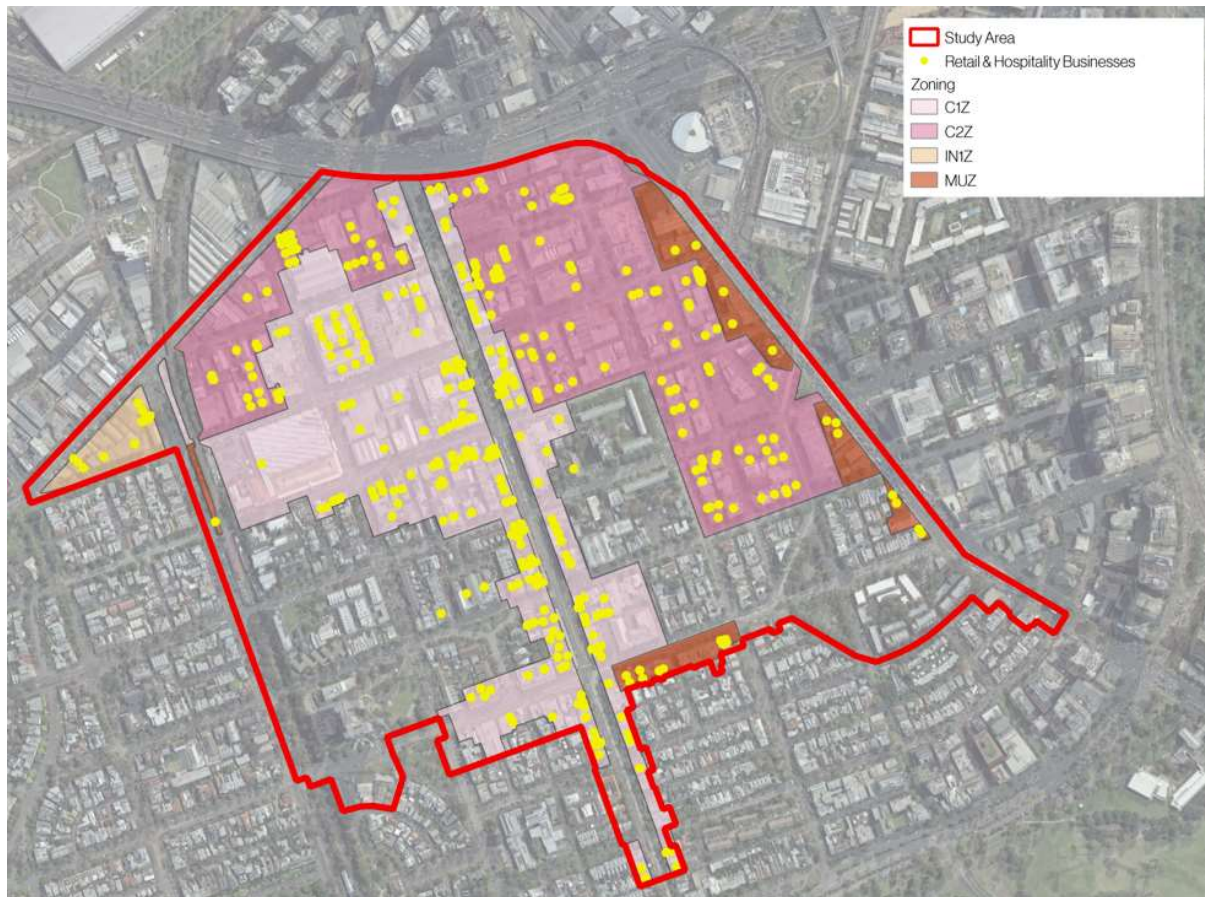 Study Area
Retail & Hospitality Businesses
Zoning
C1Z
C2Z
IN1Z
MUZ